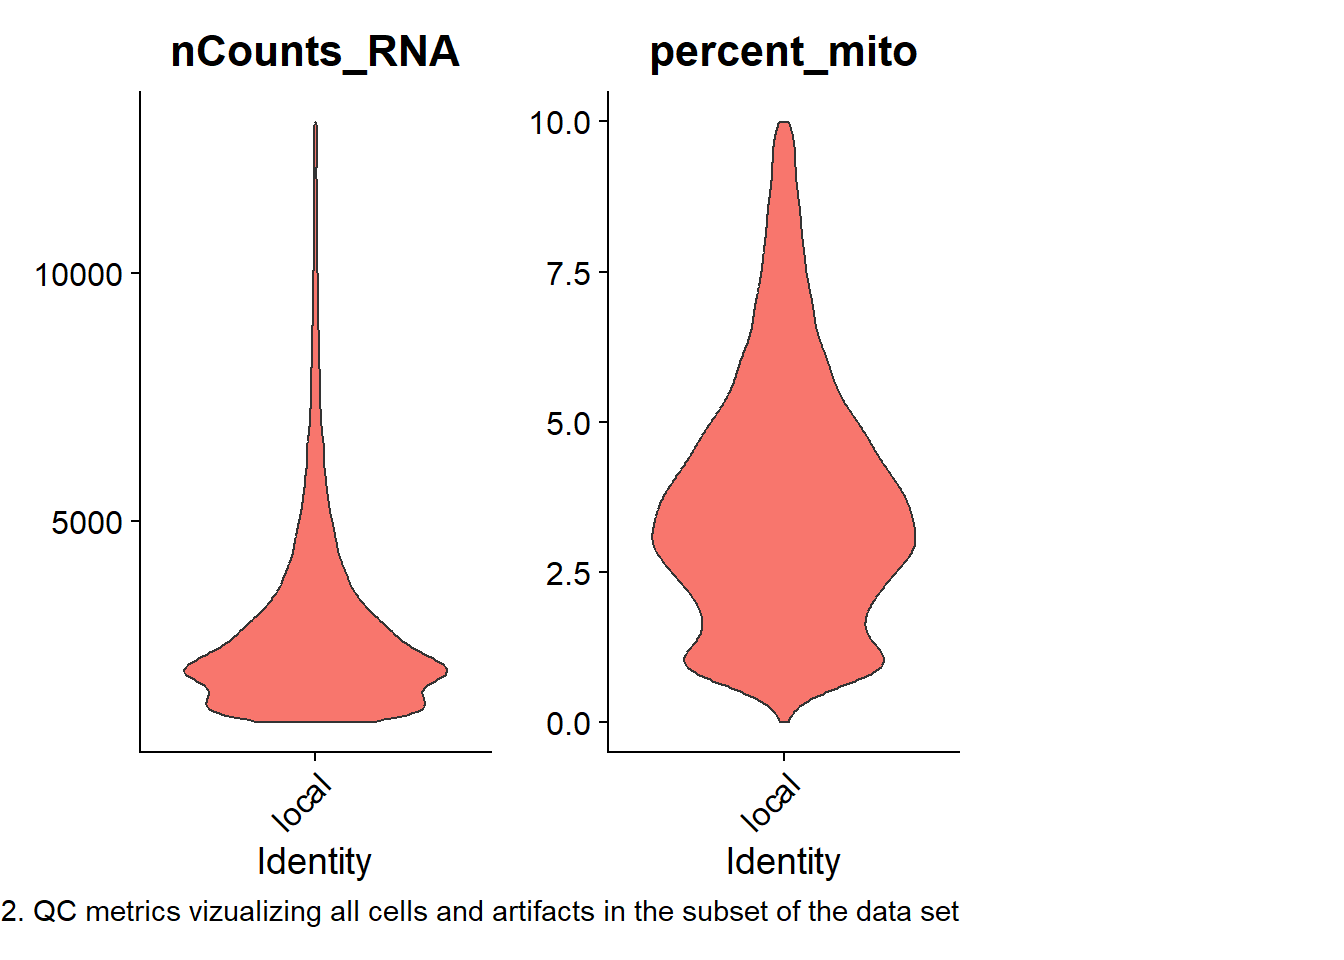 nCounts_RNA
10000
5000
local
Identity
percent_mito
10.0
7.5
5.0
2.5
0.0
local
Identity
2. QC metrics vizualizing all cells and artifacts in the subset of the data set